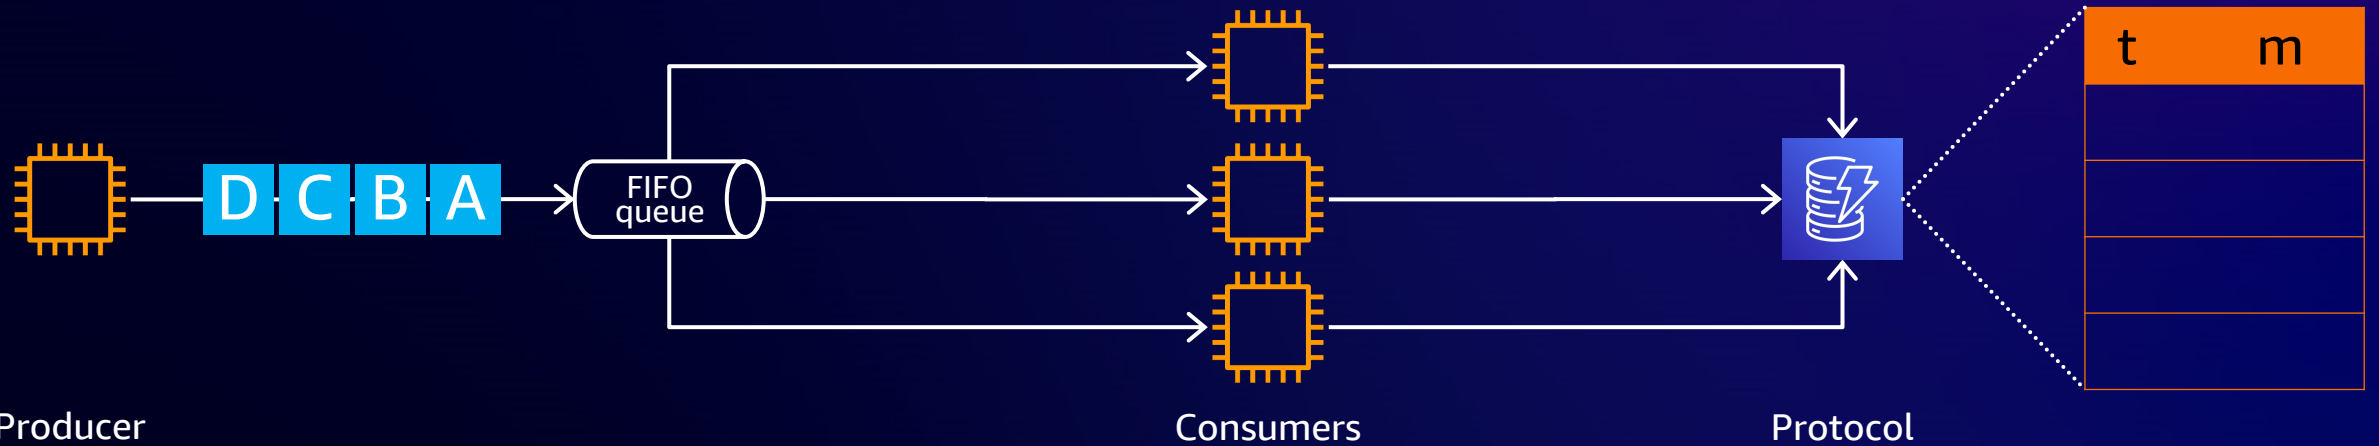 t m
D C B A
FIFO
queue
Producer
Consumers
Protocol